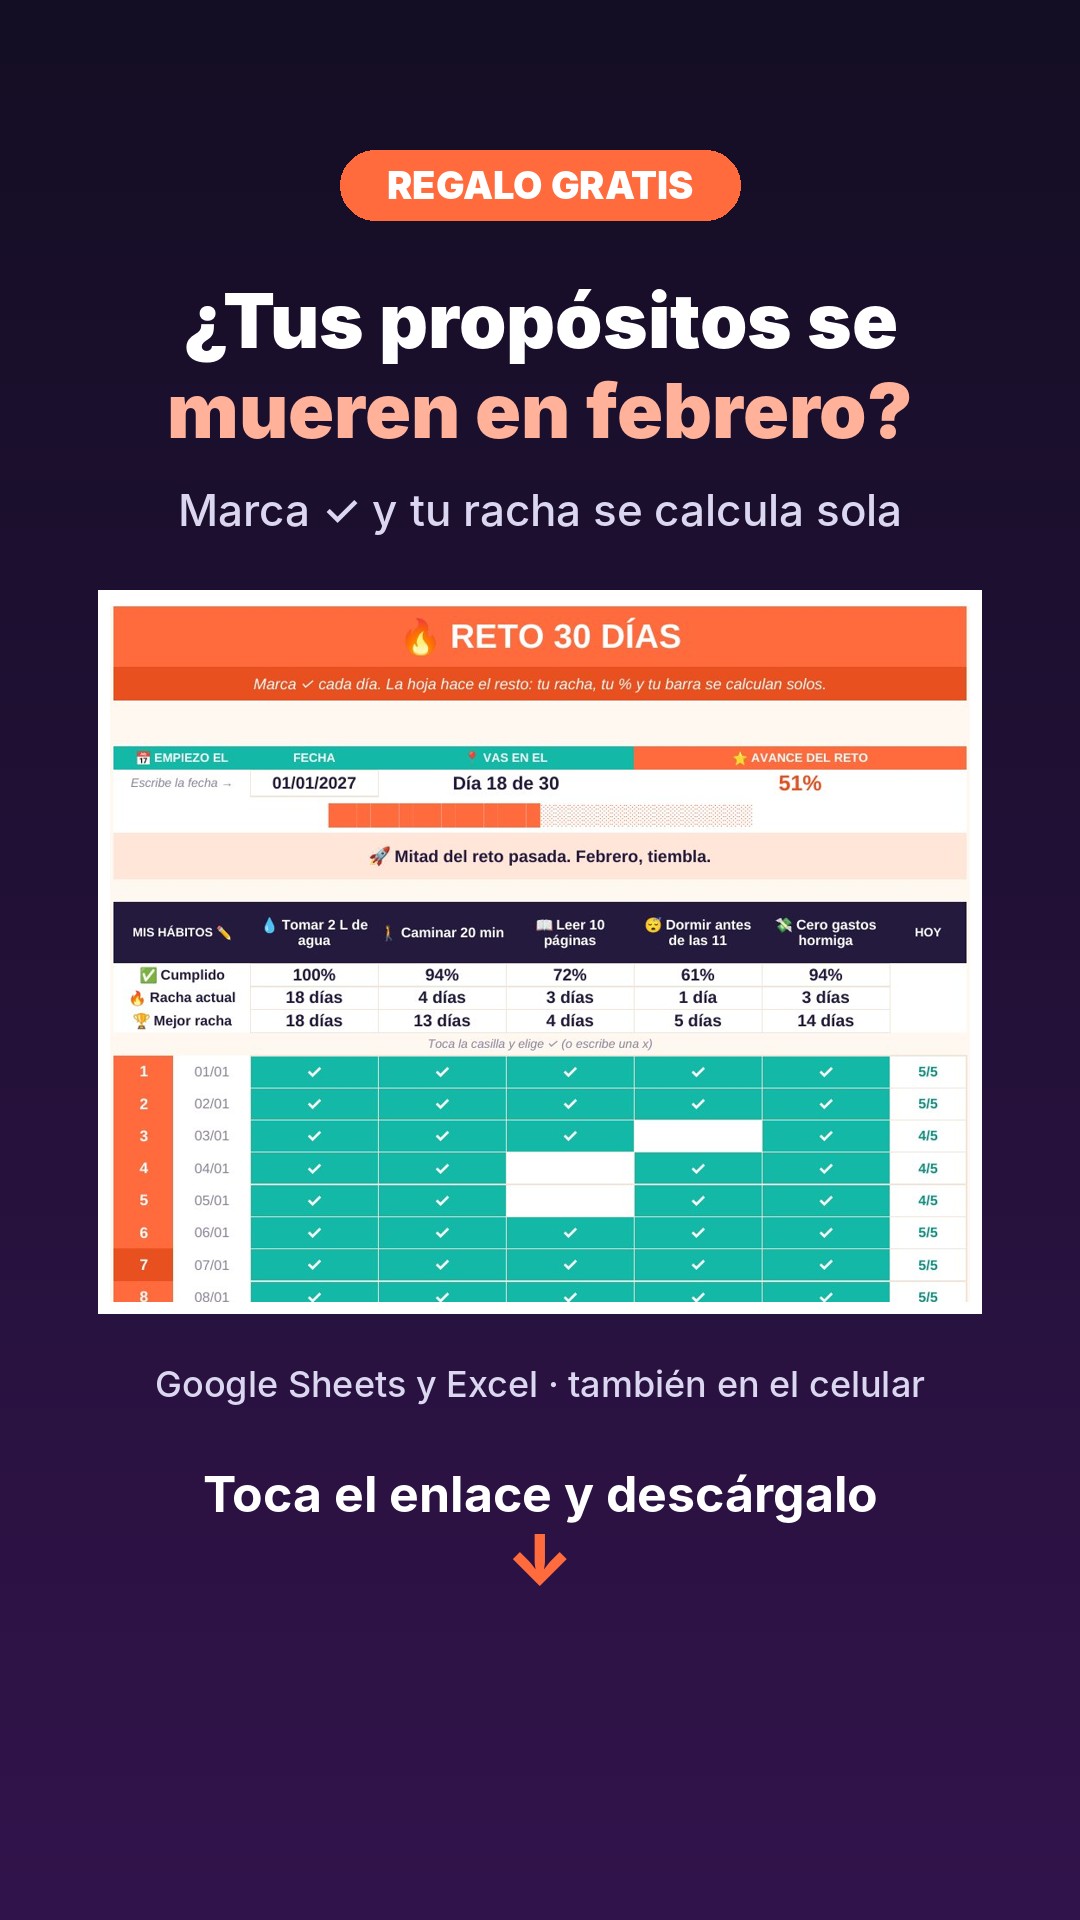 REGALO GRATIS
¿Tus propósitos se
mueren en febrero?
Marca ✓ y tu racha se calcula sola
🔥 RETO 30 DÍAS
Marca ✓ cada día. La hoja hace el resto: tu racha, tu % y tu barra se calculan solos.
📅 EMPIEZO EL FECHA 📍 VAS EN EL ⭐ AVANCE DEL RETO
Escribe la fecha → 01/01/2027 Día 18 de 30 51%
🚀 Mitad del reto pasada. Febrero, tiembla.
MIS HÁBITOS ✏️ 💧 Tomar 2 L de agua 🚶 Caminar 20 min 📖 Leer 10 páginas 😴 Dormir antes de las 11 💸 Cero gastos hormiga HOY
✅ Cumplido 100% 94% 72% 61% 94%
🔥 Racha actual 18 días 4 días 3 días 1 día 3 días
🏆 Mejor racha 18 días 13 días 4 días 5 días 14 días
Toca la casilla y elige ✓ (o escribe una x)
1 01/01 ✓ ✓ ✓ ✓ ✓ 5/5
2 02/01 ✓ ✓ ✓ ✓ ✓ 5/5
3 03/01 ✓ ✓ ✓ ✓ 4/5
4 04/01 ✓ ✓ ✓ ✓ 4/5
5 05/01 ✓ ✓ ✓ ✓ 4/5
6 06/01 ✓ ✓ ✓ ✓ ✓ 5/5
7 07/01 ✓ ✓ ✓ ✓ ✓ 5/5
8 08/01 ✓ ✓ ✓ ✓ ✓ 5/5
Google Sheets y Excel · también en el celular
Toca el enlace y descárgalo
↓